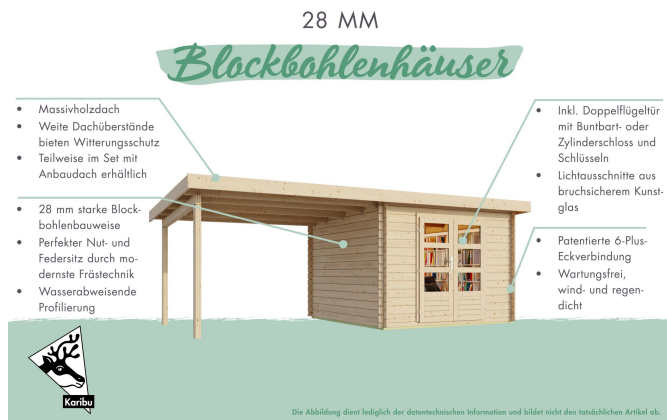 28 MM
Blockbohlenhäuser
• Massivholzdach
• Weite Dachüberstände
bieten Witterungsschutz
• Teilweise im Set mit
Anbaudach erhältlich
• 28 mm starke Block-
bohlenbauweise
• Perfekter Nut- und
Federsitz durch mo-
dernste Frästechnik
• Wasserabweisende
Profilierung
• Inkl. Doppelflügeltür
mit Buntbart- oder
Zylinderschloss und
Schlüsseln
• Lichtausschnitte aus
bruchsicherem Kunst-
glas
• Patentierte 6-Plus-
Eckverbindung
• Wartungsfrei,
wind- und regen-
dicht
Karibu
Die Abbildung dient lediglich der datentechnischen Information und bildet nicht den tatsächlichen Artikel ab.